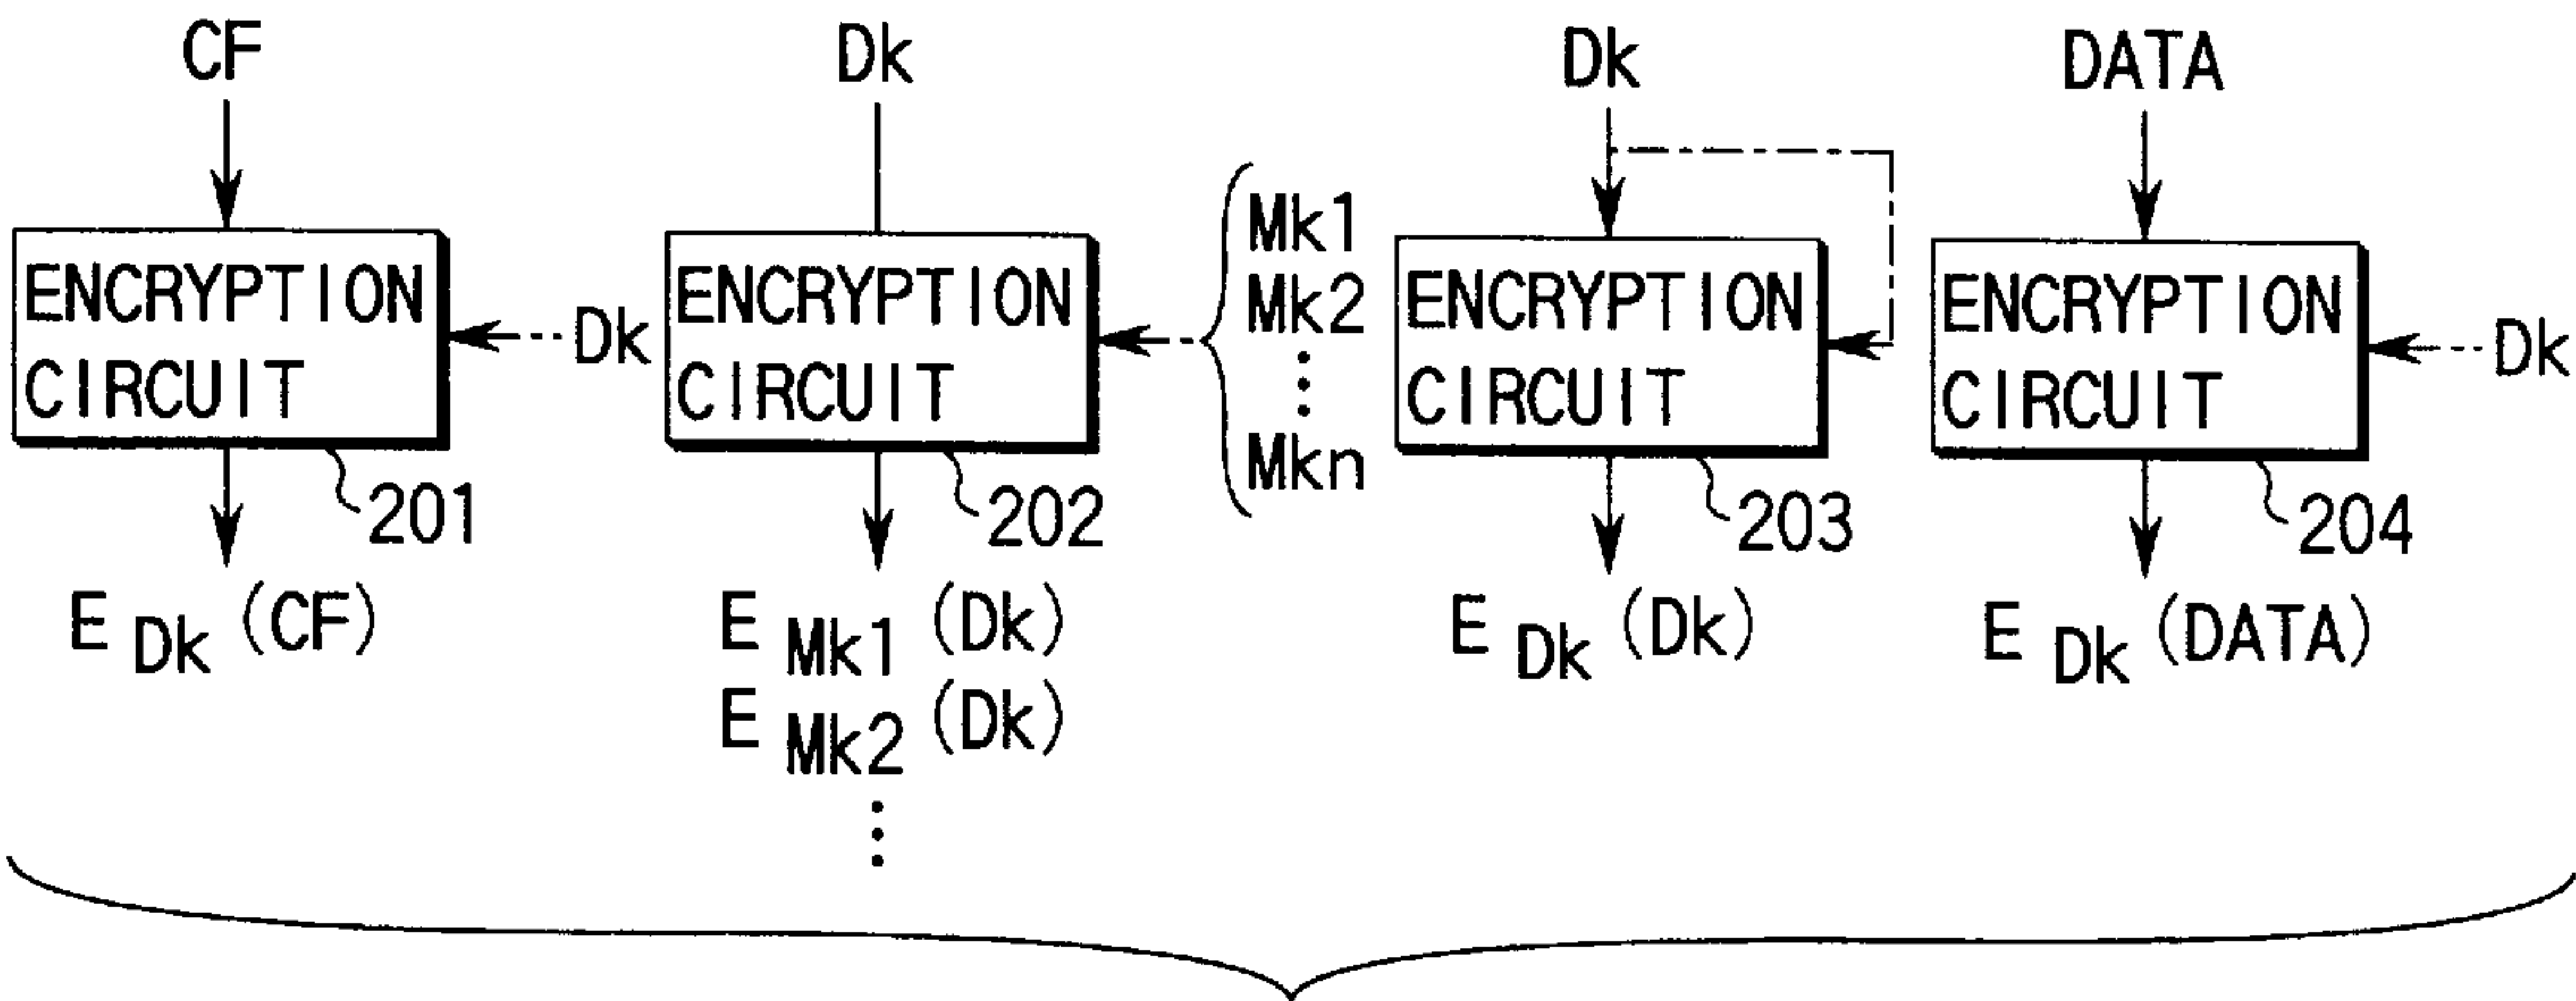 CF
Dk
Dk
DATA
ENCRYPTION
CIRCUIT
Dk
201
E Dk (CF)
ENCRYPTION
CIRCUIT
Mk1
Mk2
⋮
Mkn
202
E Mk1 (Dk)
E Mk2 (Dk)
⋮
ENCRYPTION
CIRCUIT
203
E Dk (Dk)
ENCRYPTION
CIRCUIT
Dk
204
E Dk (DATA)